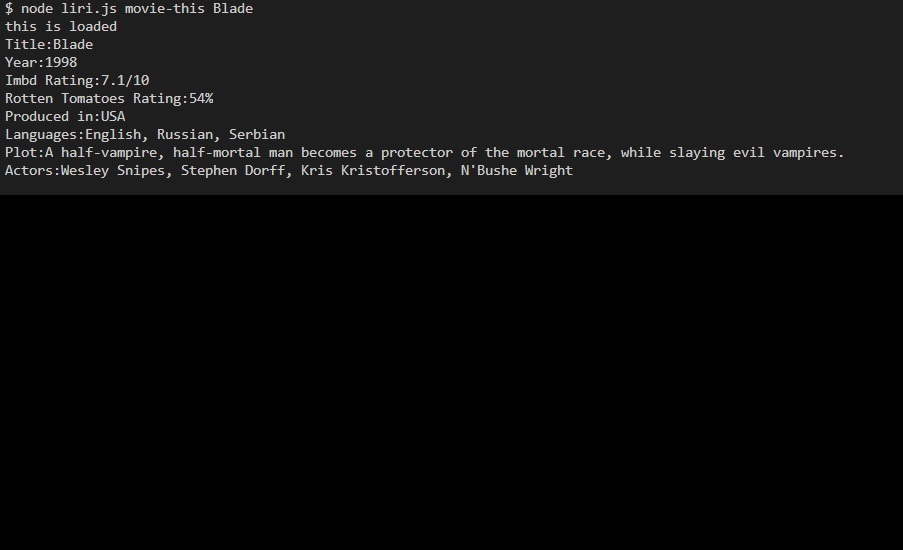 $ node liri.js movie-this Blade
this is loaded
Title:Blade
Year:1998
Imbd Rating:7.1/10
Rotten Tomatoes Rating:54%
Produced in:USA
Languages:English, Russian, Serbian
Plot:A half-vampire, half-mortal man becomes a protector of the mortal race, while slaying evil vampires.
Actors:Wesley Snipes, Stephen Dorff, Kris Kristofferson, N'Bushe Wright